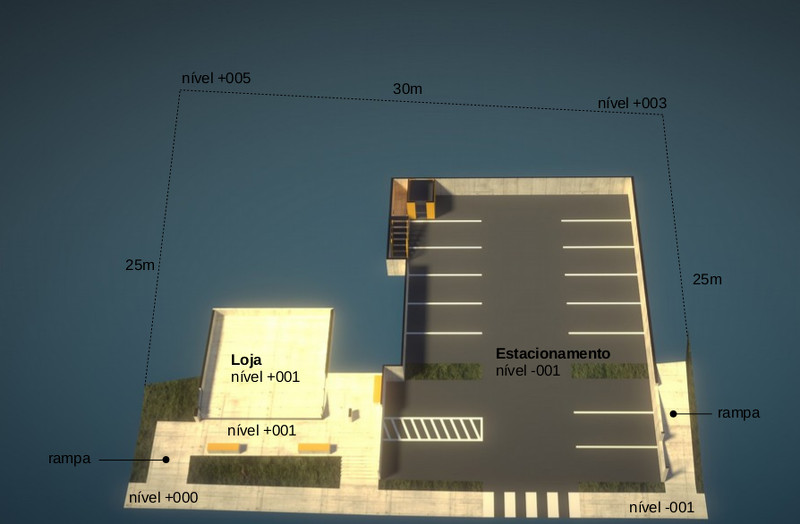 nível +005
30m
nível +003
25m
25m
Loja
nível +001
Estacionamento
nível -001
rampa
nível +001
rampa
nível +000
nível -001